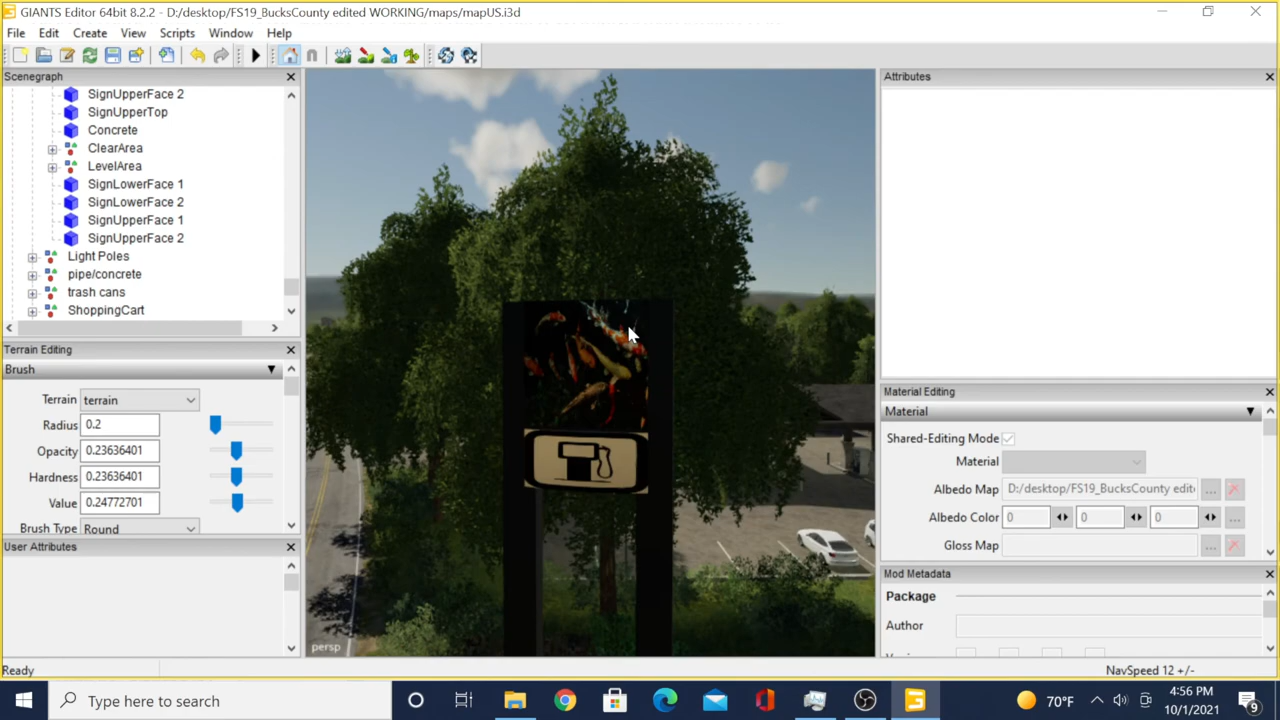 GIANTS Editor 64bit 8.2.2 - D:/desktop/FS19_BucksCounty edited WORKING/maps/mapUS.i3d
File Edit Create View Scripts Window Help
Scenegraph
SignUpperFace 2
SignUpperTop
Concrete
ClearArea
LevelArea
SignLowerFace 1
SignLowerFace 2
SignUpperFace 1
SignUpperFace 2
Light Poles
pipe/concrete
trash cans
ShoppingCart
Terrain Editing
Brush
Terrain terrain
Radius 0.2
Opacity 0.23636401
Hardness 0.23636401
Value 0.24772701
Brush Type Round
User Attributes
persp
Attributes
Material Editing
Material
Shared-Editing Mode
Material
Albedo Map D:/desktop/FS19_BucksCounty edit
Albedo Color 0 0 0 ...
Gloss Map ...
Mod Metadata
Package
Author
Ready
NavSpeed 12 +/-
Type here to search
70°F
4:56 PM
10/1/2021
9